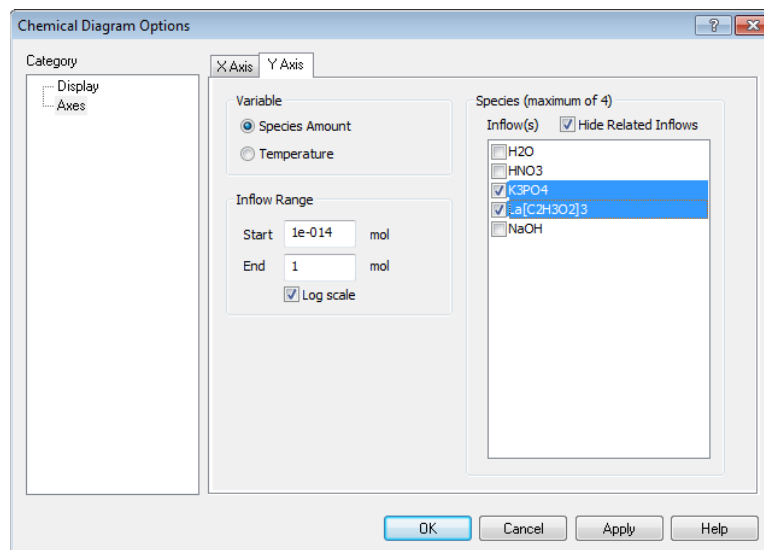 Chemical Diagram Options
Category
Display
Axes
X Axis
Y Axis
Variable
Species Amount
Temperature
Inflow Range
Start 1e-014 mol
End 1 mol
Log scale
Species (maximum of 4)
Inflow(s) Hide Related Inflows
H2O
HNO3
K3PO4
La[C2H3O2]3
NaOH
OK
Cancel
Apply
Help